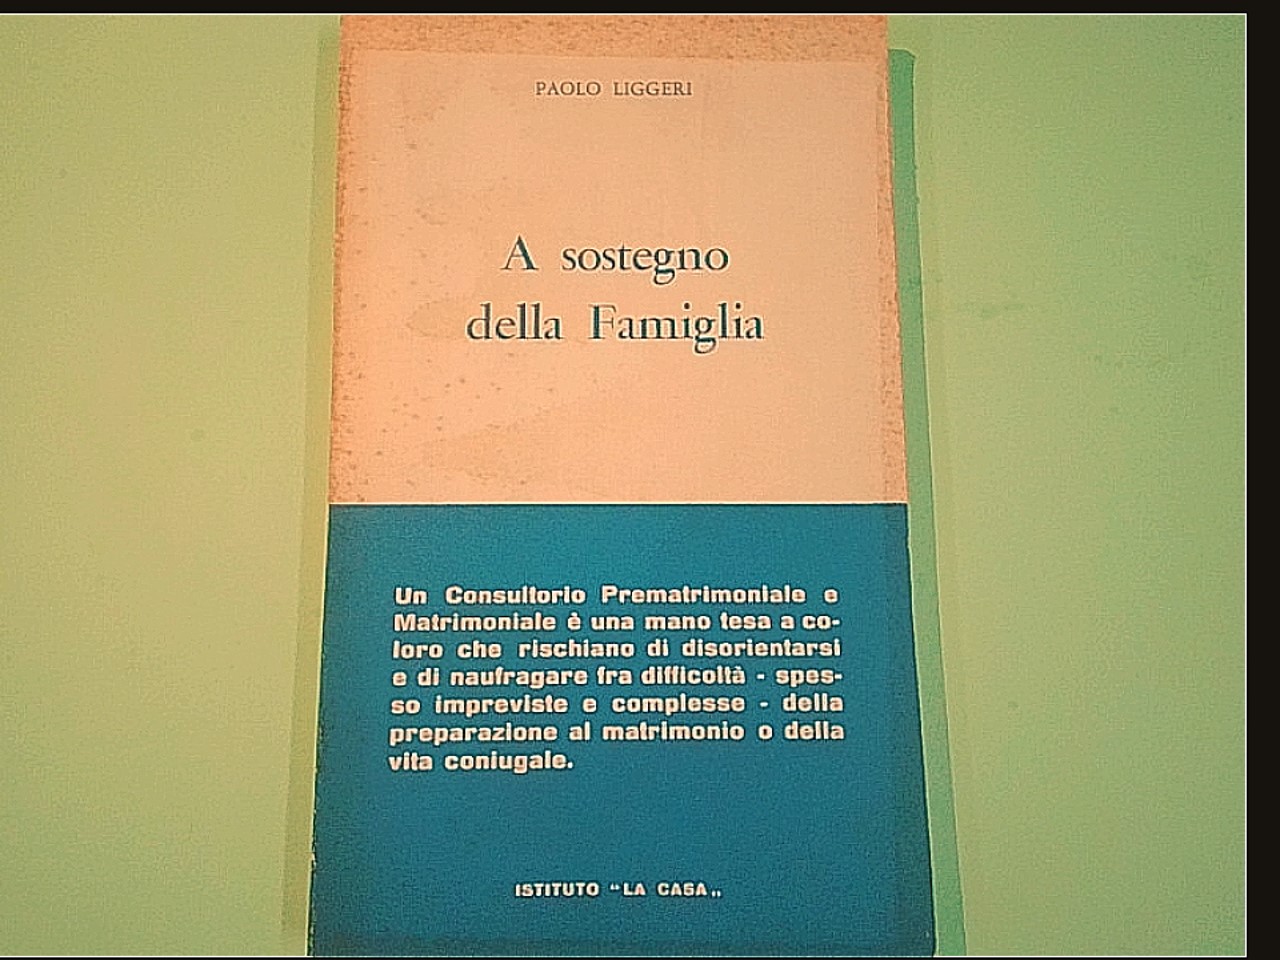 PAOLO LIGGERI
A sostegno
della Famiglia
Un Consultorio Prematrimoniale e
Matrimoniale è una mano tesa a co-
loro che rischiano di disorientarsi
e di naufragare fra difficoltà - spes-
so impreviste e complesse - della
preparazione al matrimonio o della
vita coniugale.
ISTITUTO “LA CASA„